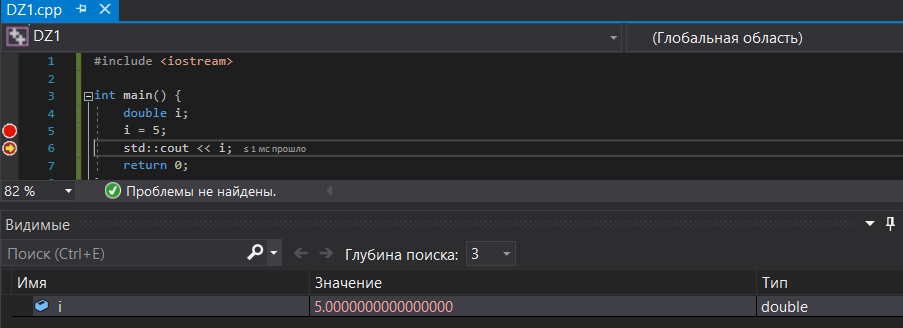 DZ1.cpp
DZ1 (Глобальная область)
1 #include <iostream>
2
3 int main() {
4 double i;
5 i = 5;
6 std::cout << i; ≤ 1 мс прошло
7 return 0;
82 % Проблемы не найдены.
Видимые
Поиск (Ctrl+E) Глубина поиска: 3
Имя Значение Тип
i 5.0000000000000000 double